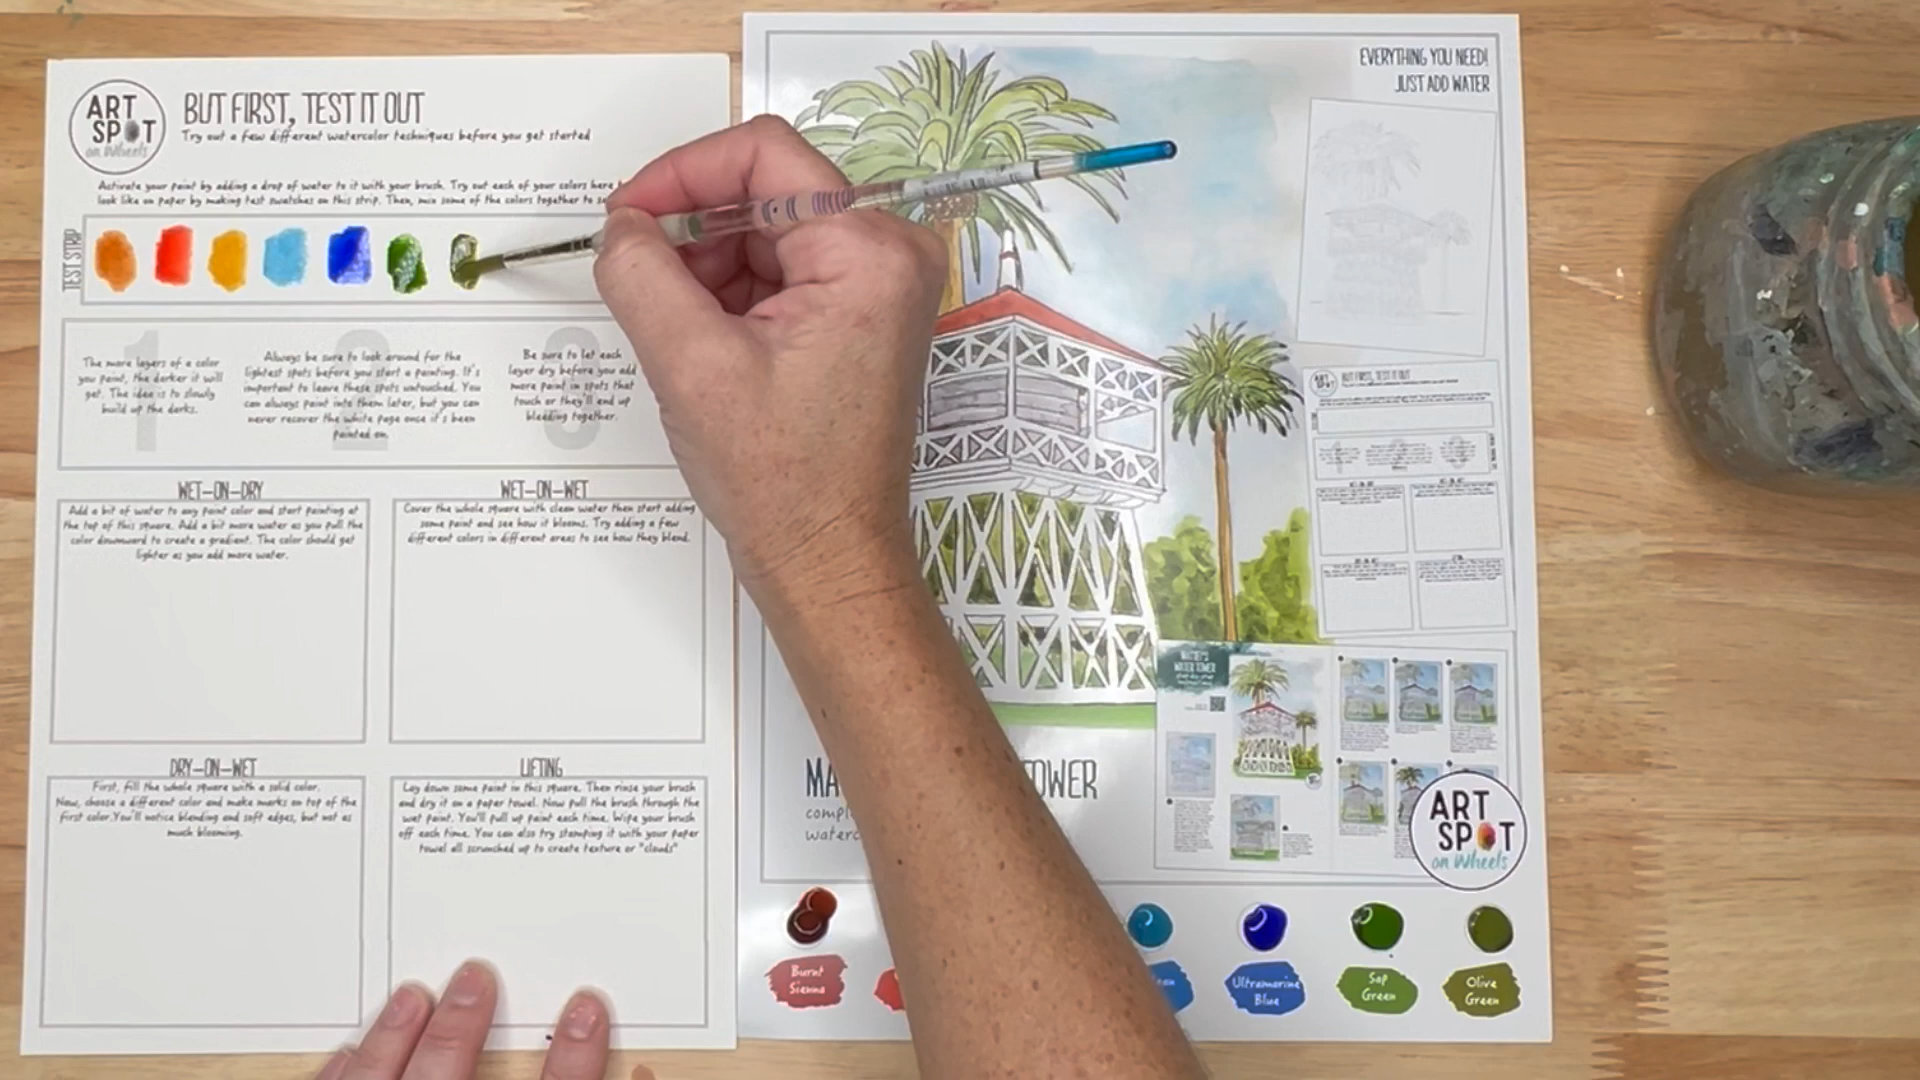 ART
SPOT
on Wheels
BUT FIRST, TEST IT OUT
Try out a few different watercolor techniques before you get started
Activate your paint by adding a drop of water to it with your brush. Try out each of your colors here
look like on paper by making test swatches on this strip. Then, mix some of the colors together to
TEST STRIP
1
The more layers of a color
you paint, the darker it will
get. The idea is to slowly
build up the darks.
2
Always be sure to look around for the
lightest spots before you start a painting. It's
important to leave these spots untouched. You
can always paint into them later, but you can
never recover the white page once it's been
painted on.
3
Be sure to let each
layer dry before you add
more paint in spots that
touch or they'll end up
bleeding together.
WET-ON-DRY
Add a bit of water to any paint color and start painting at
the top of this square. Add a bit more water as you pull the
color downward to create a gradient. The color should get
lighter as you add more water.
WET-ON-WET
Cover the whole square with clean water then start adding
some paint and see how it blooms. Try adding a few
different colors in different areas to see how they blend.
DRY-ON-WET
First, fill the whole square with a solid color.
Now, choose a different color and make marks on top of the
first color. You'll notice blending and soft edges, but not as
much blooming.
LIFTING
Lay down some paint in this square. Then rinse your brush
and dry it on a paper towel. Now pull the brush through the
wet paint. You'll pull up paint each time. Wipe your brush
off each time. You can also try stamping it with your paper
towel all scrunched up to create texture or "clouds"
EVERYTHING YOU NEED!
JUST ADD WATER
ART
SPOT
BUT FIRST, TEST IT OUT
WATER TOWER
MA
TOWER
compl
waterc
ART
SPOT
on Wheels
Burnt
Sienna
Ultramarine
Blue
Sap
Green
Olive
Green